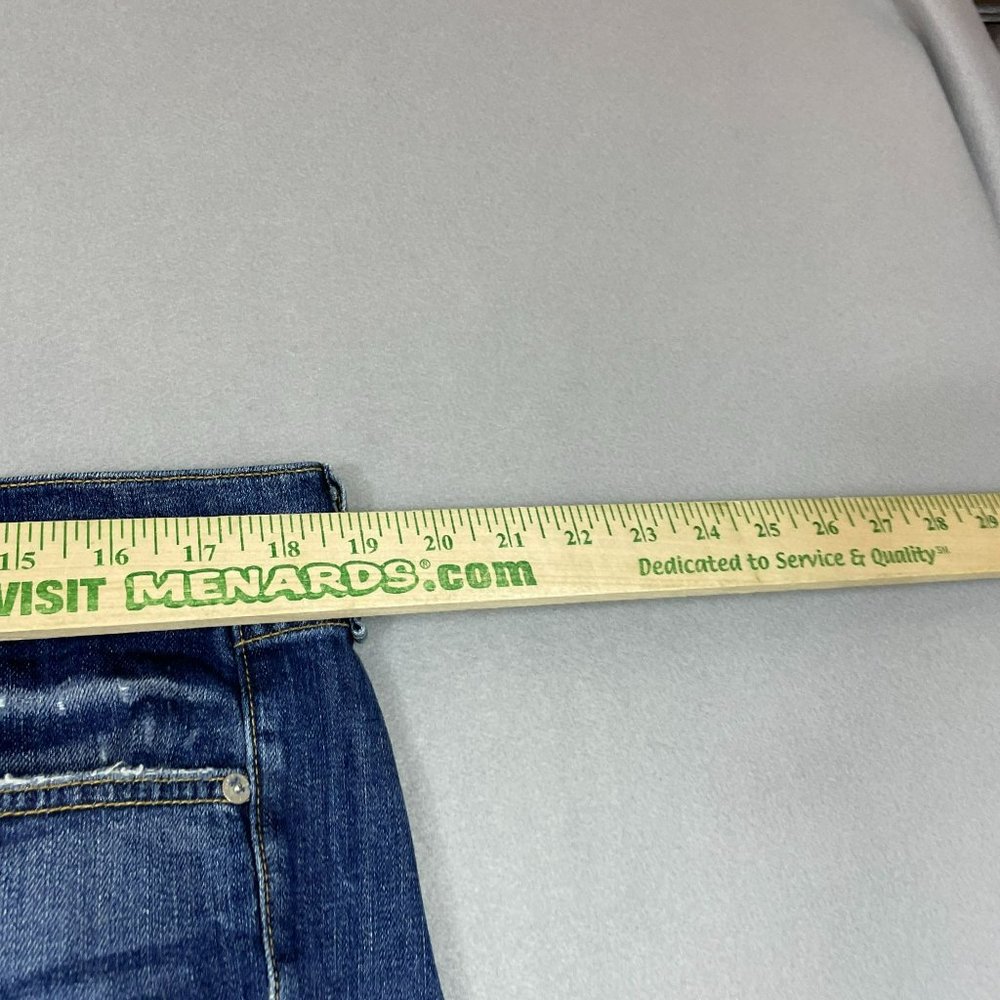 15 16 17 18 19 20 21 22 23 24 25 26 27 28 29
VISIT MENARDS®.com Dedicated to Service & Quality℠